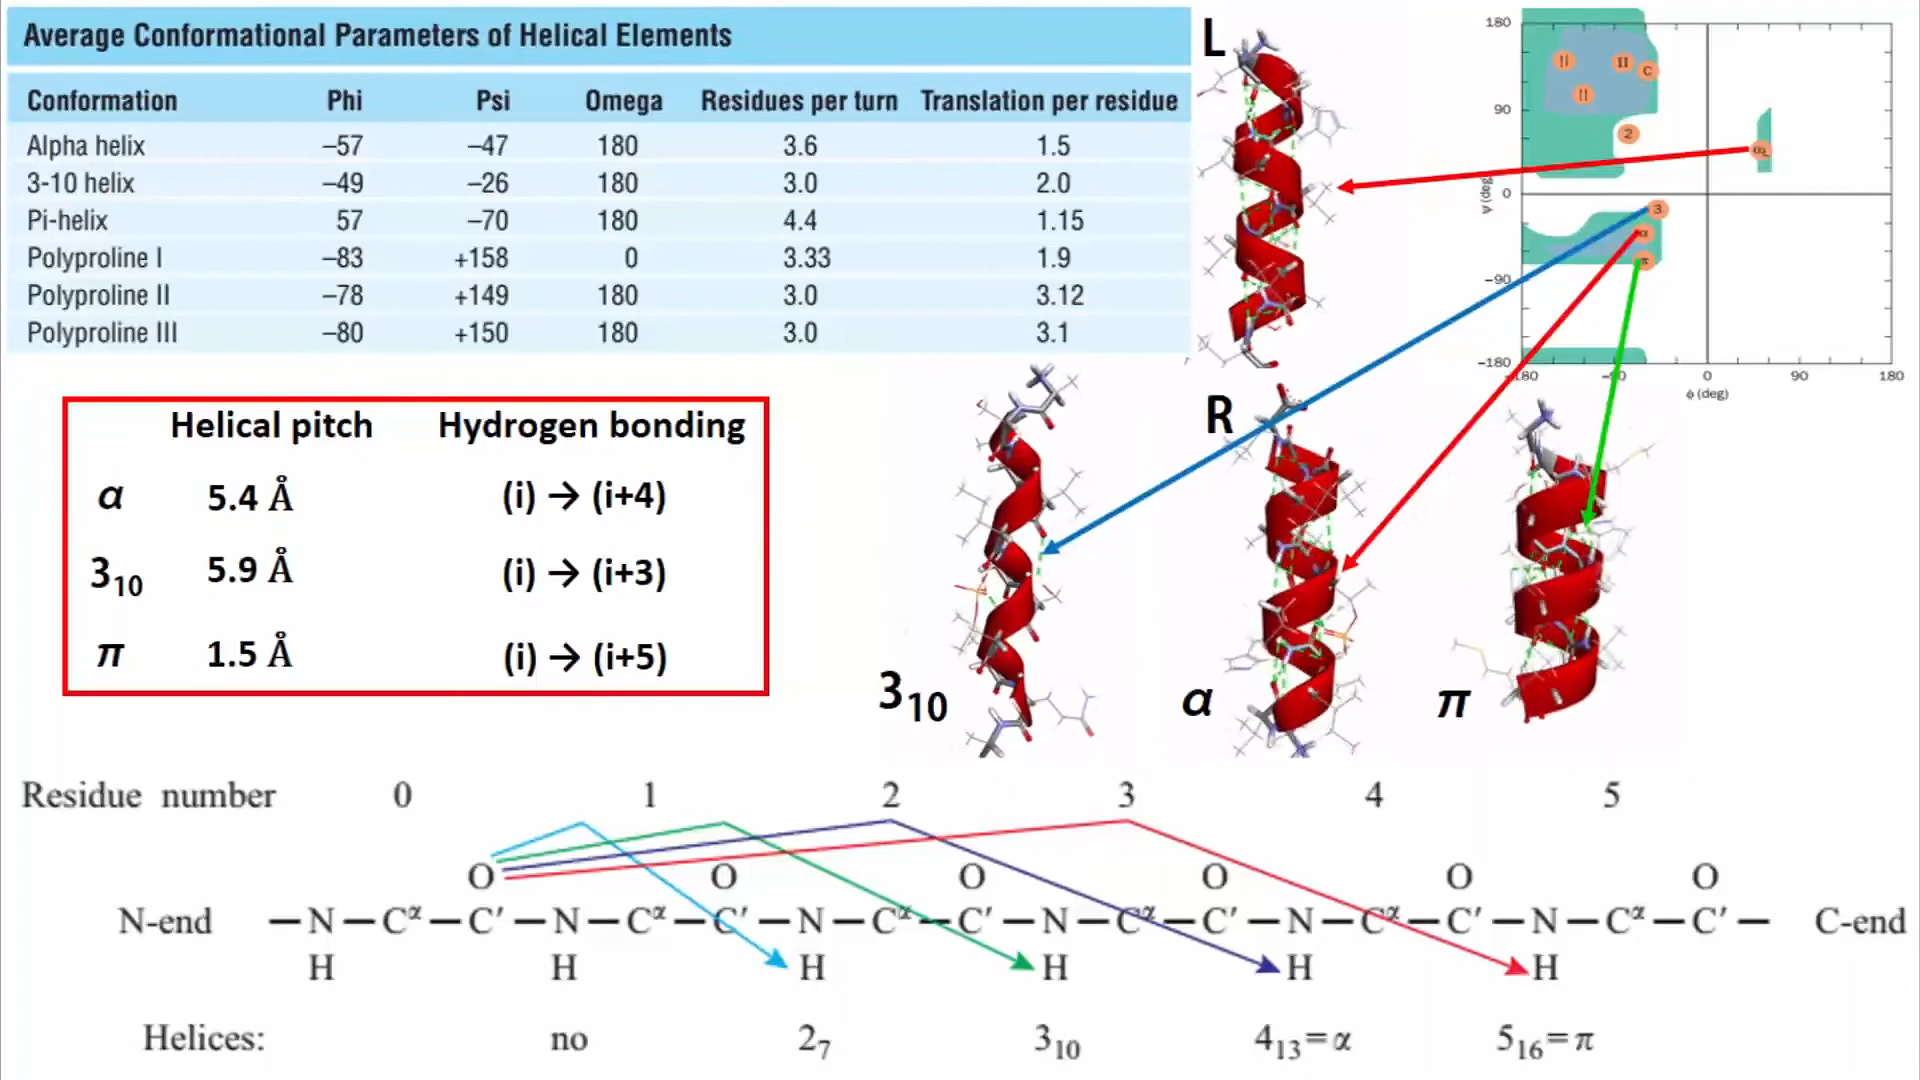 Average Conformational Parameters of Helical Elements
Conformation Phi Psi Omega Residues per turn Translation per residue
Alpha helix –57 –47 180 3.6 1.5
3-10 helix –49 –26 180 3.0 2.0
Pi-helix 57 –70 180 4.4 1.15
Polyproline I –83 +158 0 3.33 1.9
Polyproline II –78 +149 180 3.0 3.12
Polyproline III –80 +150 180 3.0 3.1
L
180
90
0
–90
–180
ψ (deg)
II C
2
αL
3
α
π
90 180
ϕ (deg)
Helical pitch Hydrogen bonding
α 5.4 Å (i) → (i+4)
3₁₀ 5.9 Å (i) → (i+3)
π 1.5 Å (i) → (i+5)
R
3₁₀ α π
Residue number 0 1 2 3 4 5
O O O O O O
N-end —N—Cα—C′—N—Cα—C′—N—Cα—C′—N—Cα—C′—N—Cα—C′—N—Cα—C′— C-end
H H H H H H
Helices: no 2₇ 3₁₀ 4₁₃=α 5₁₆=π